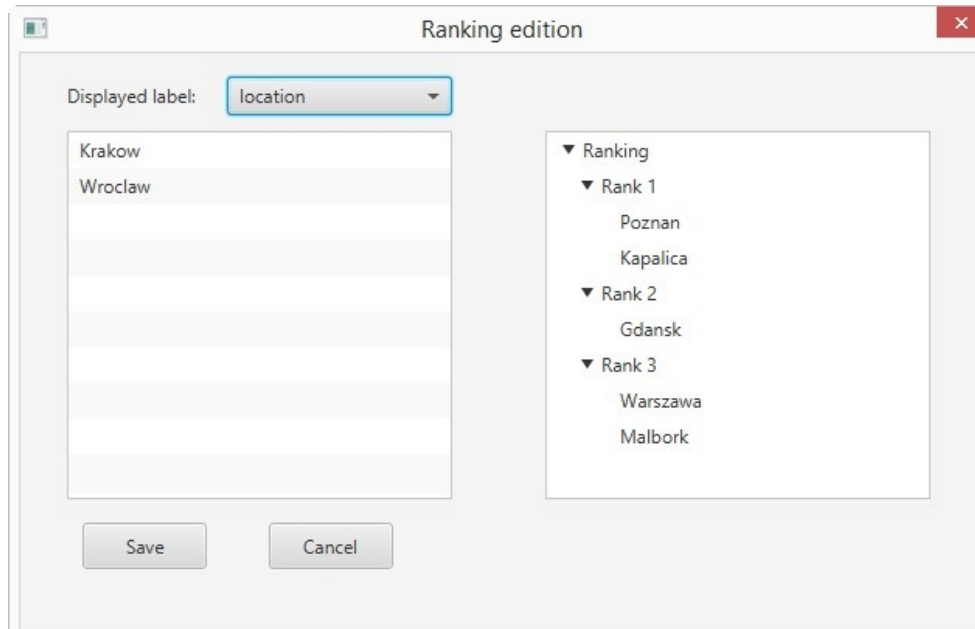 Ranking edition
Displayed label: location
Krakow
Wroclaw
Ranking
Rank 1
Poznan
Kapalica
Rank 2
Gdansk
Rank 3
Warszawa
Malbork
Save Cancel